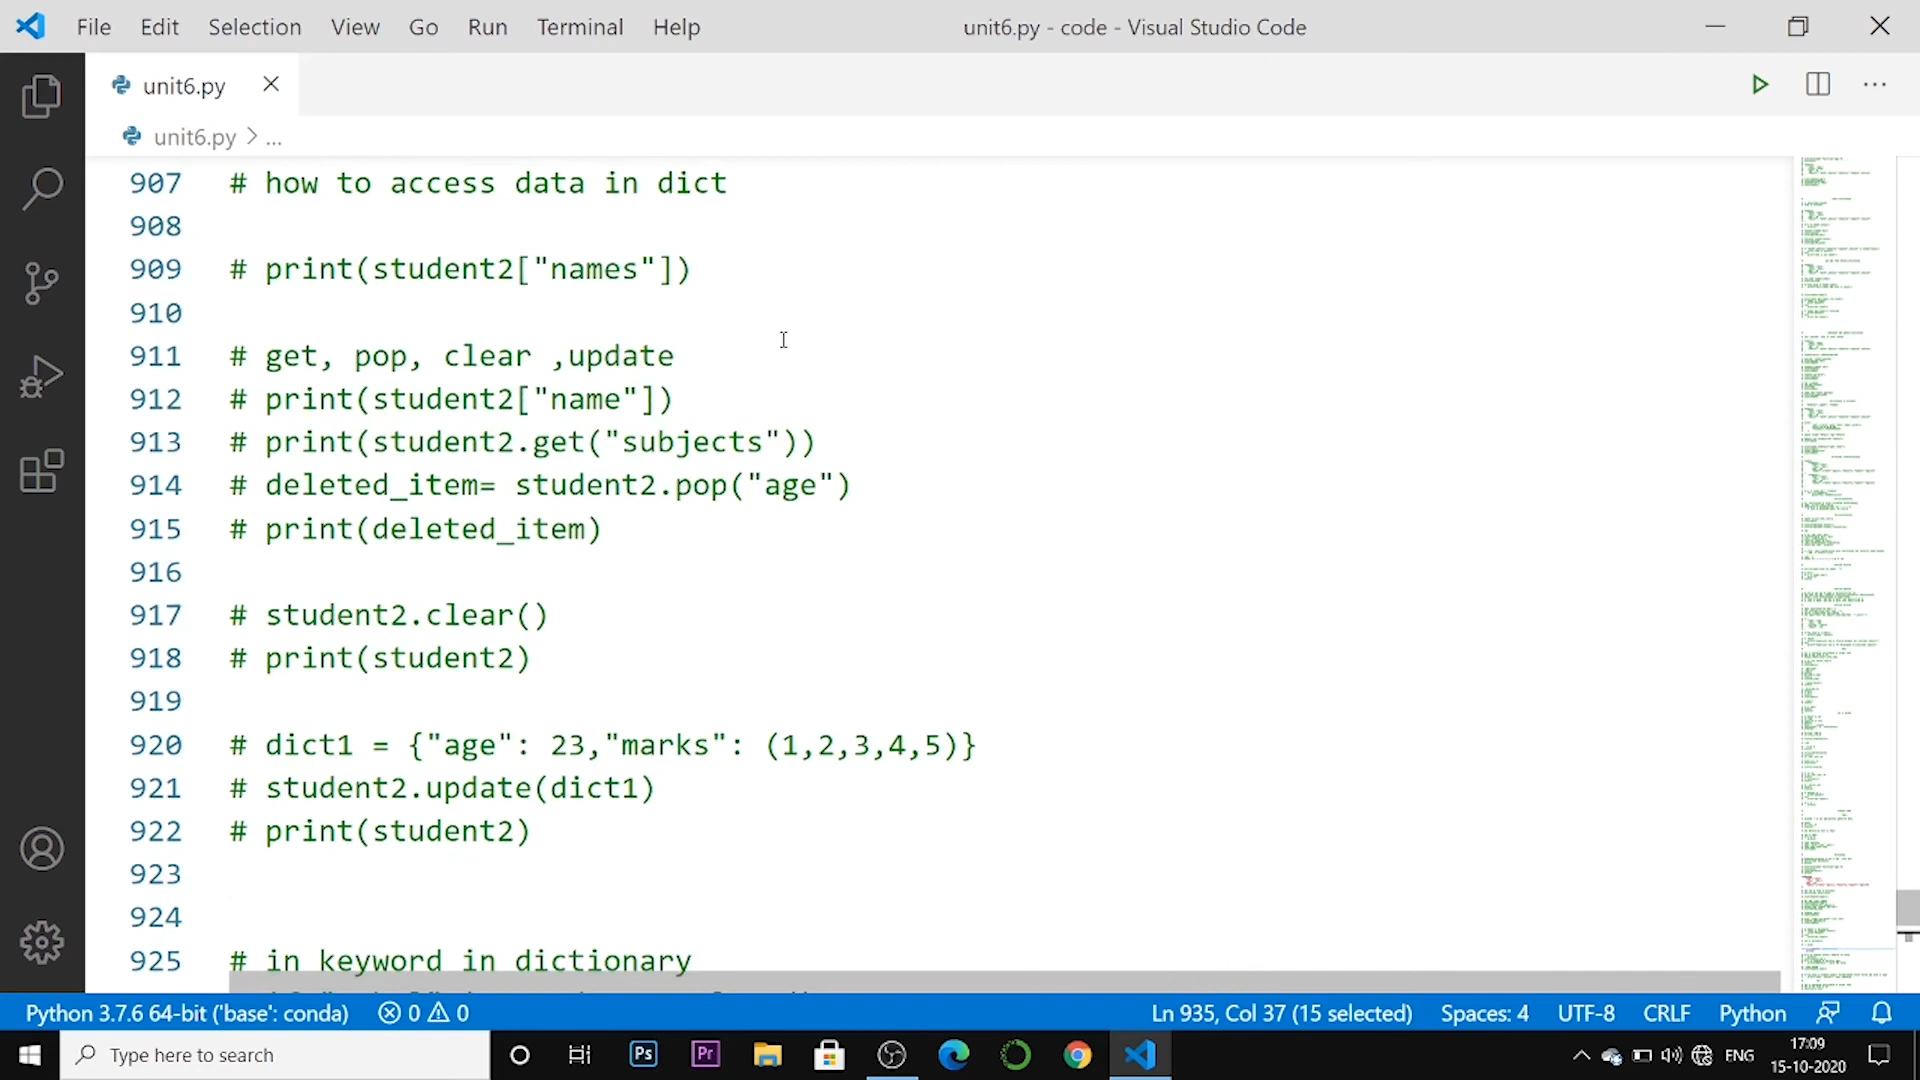 File Edit Selection View Go Run Terminal Help unit6.py - code - Visual Studio Code
unit6.py
unit6.py > ...
907 # how to access data in dict
908
909 # print(student2["names"])
910
911 # get, pop, clear ,update
912 # print(student2["name"])
913 # print(student2.get("subjects"))
914 # deleted_item= student2.pop("age")
915 # print(deleted_item)
916
917 # student2.clear()
918 # print(student2)
919
920 # dict1 = {"age": 23,"marks": (1,2,3,4,5)}
921 # student2.update(dict1)
922 # print(student2)
923
924
925 # in keyword in dictionary
Python 3.7.6 64-bit ('base': conda) 0 0 Ln 935, Col 37 (15 selected) Spaces: 4 UTF-8 CRLF Python
Type here to search Ps Pr ENG 17:09
15-10-2020